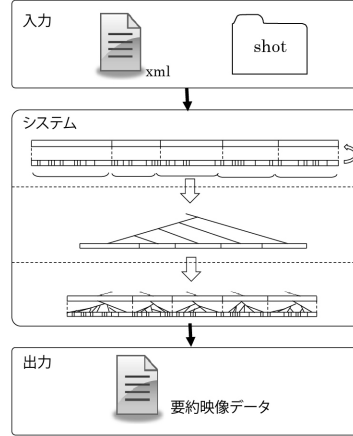 入力
xml
shot
システム
出力
要約映像データ